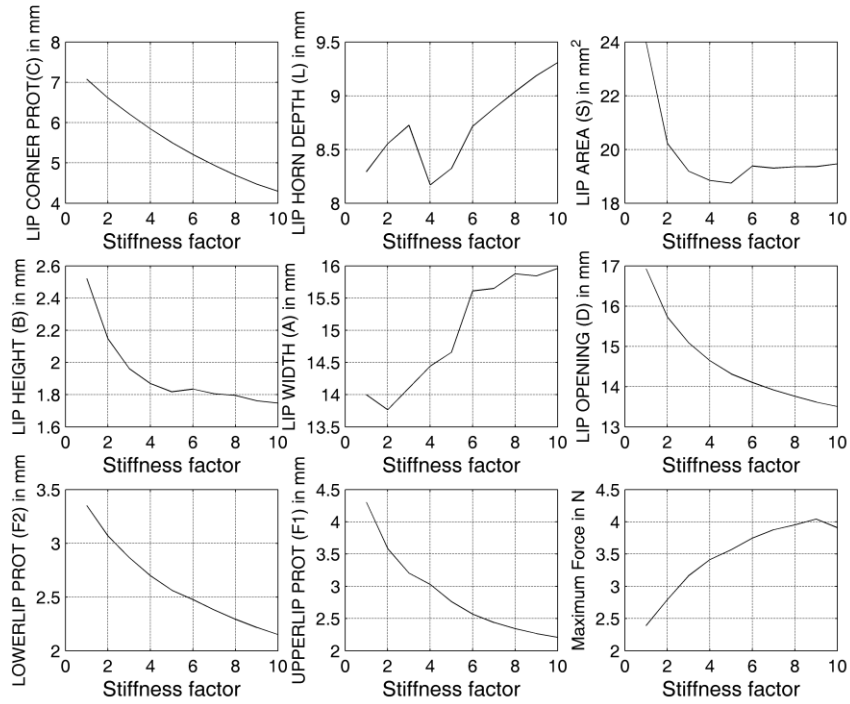 LIP CORNER PROT(C) in mm
8
7
6
5
4
0 2 4 6 8 10
Stiffness factor
LIP HORN DEPTH (L) in mm
9.5
9
8.5
8
0 2 4 6 8 10
Stiffness factor
LIP AREA (S) in mm²
24
22
20
18
0 2 4 6 8 10
Stiffness factor
LIP HEIGHT (B) in mm
2.6
2.4
2.2
2
1.8
1.6
0 2 4 6 8 10
Stiffness factor
LIP WIDTH (A) in mm
16
15.5
15
14.5
14
13.5
0 2 4 6 8 10
Stiffness factor
LIP OPENING (D) in mm
17
16
15
14
13
0 2 4 6 8 10
Stiffness factor
LOWERLIP PROT (F2) in mm
3.5
3
2.5
2
0 2 4 6 8 10
Stiffness factor
UPPERLIP PROT (F1) in mm
4.5
4
3.5
3
2.5
2
0 2 4 6 8 10
Stiffness factor
Maximum Force in N
4.5
4
3.5
3
2.5
2
0 2 4 6 8 10
Stiffness factor